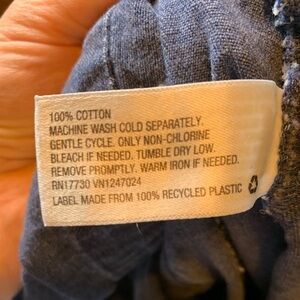 100% COTTON
MACHINE WASH COLD SEPARATELY.
GENTLE CYCLE. ONLY NON-CHLORINE
BLEACH IF NEEDED. TUMBLE DRY LOW.
REMOVE PROMPTLY. WARM IRON IF NEEDED.
RN17730 VN1247024
LABEL MADE FROM 100% RECYCLED PLASTIC